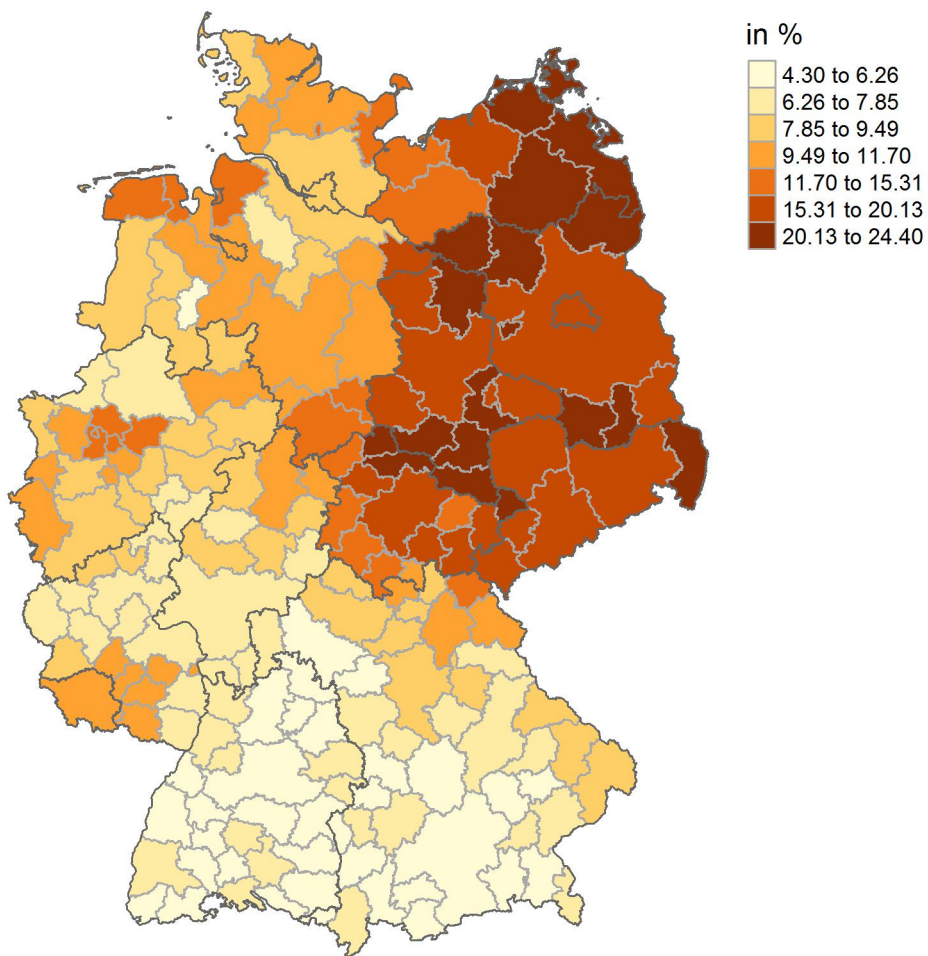 in %
4.30 to 6.26
6.26 to 7.85
7.85 to 9.49
9.49 to 11.70
11.70 to 15.31
15.31 to 20.13
20.13 to 24.40